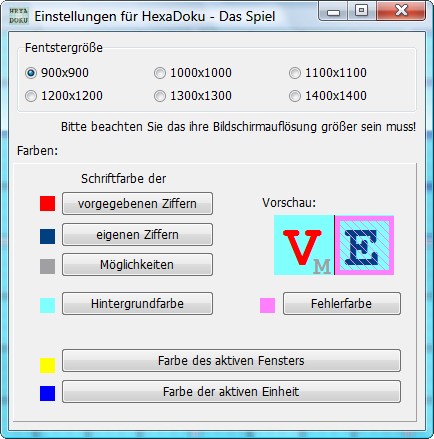 HEXA
DOKU
Einstellungen für HexaDoku - Das Spiel
Fentstergröße
900x900 1000x1000 1100x1100
1200x1200 1300x1300 1400x1400
Bitte beachten Sie das ihre Bildschirmauflösung größer sein muss!
Farben:
Schriftfarbe der
vorgegebenen Ziffern
Vorschau:
eigenen Ziffern
V M E
Möglichkeiten
Hintergrundfarbe Fehlerfarbe
Farbe des aktiven Fensters
Farbe der aktiven Einheit